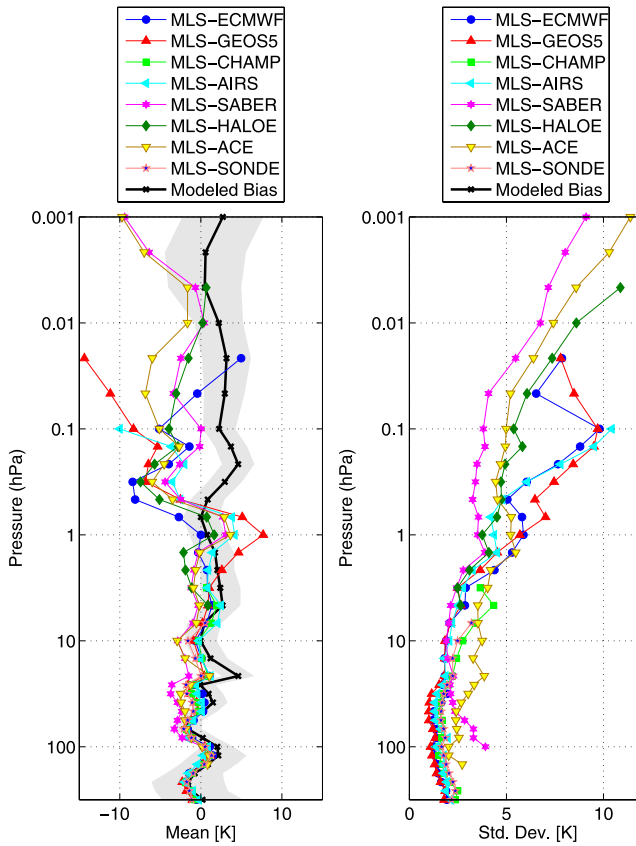 MLS−ECMWF
MLS−GEOS5
MLS−CHAMP
MLS−AIRS
MLS−SABER
MLS−HALOE
MLS−ACE
MLS−SONDE
Modeled Bias
0.001
0.01
0.1
1
10
100
Pressure (hPa)
−10
0
10
Mean [K]
MLS−ECMWF
MLS−GEOS5
MLS−CHAMP
MLS−AIRS
MLS−SABER
MLS−HALOE
MLS−ACE
MLS−SONDE
Modeled Bias
0.001
0.01
0.1
1
10
100
Pressure (hPa)
0
5
10
Std. Dev. [K]